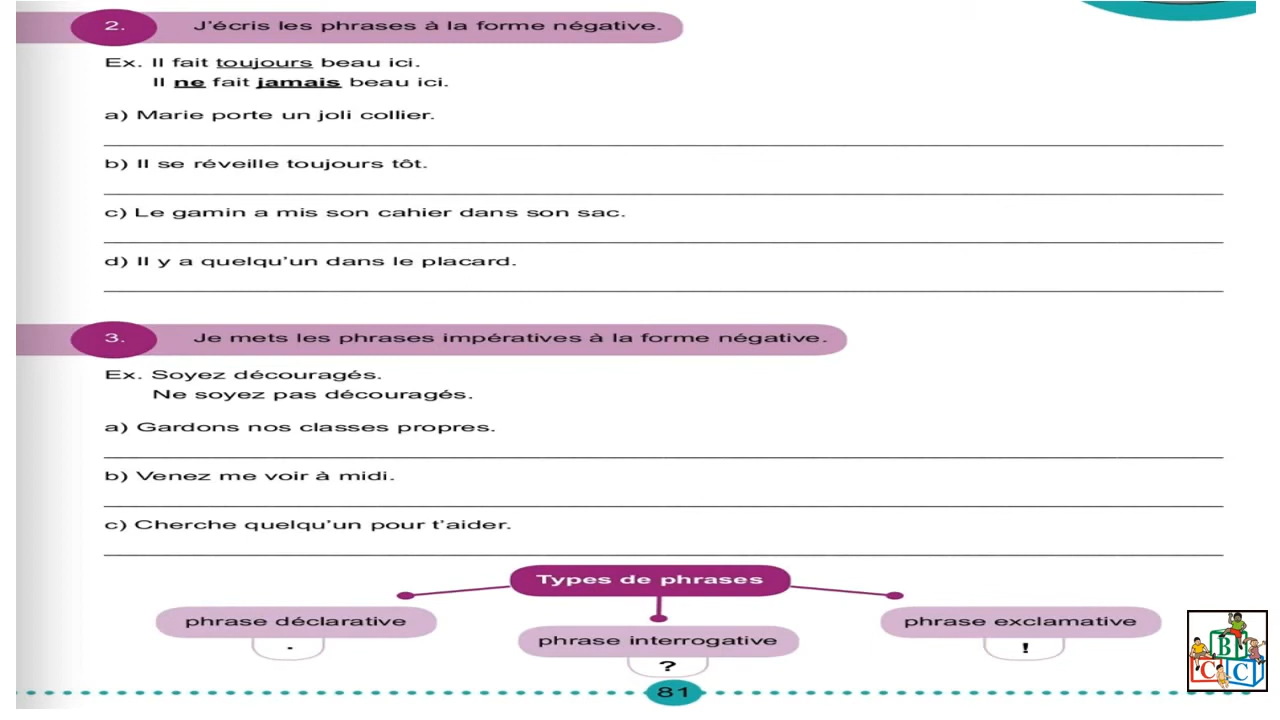 2. J'écris les phrases à la forme négative.
Ex. Il fait toujours beau ici.
Il ne fait jamais beau ici.
a) Marie porte un joli collier.
b) Il se réveille toujours tôt.
c) Le gamin a mis son cahier dans son sac.
d) Il y a quelqu'un dans le placard.
3. Je mets les phrases impératives à la forme négative.
Ex. Soyez découragés.
Ne soyez pas découragés.
a) Gardons nos classes propres.
b) Venez me voir à midi.
c) Cherche quelqu'un pour t'aider.
Types de phrases
phrase déclarative
.
phrase interrogative
?
phrase exclamative
!
81
B
C C